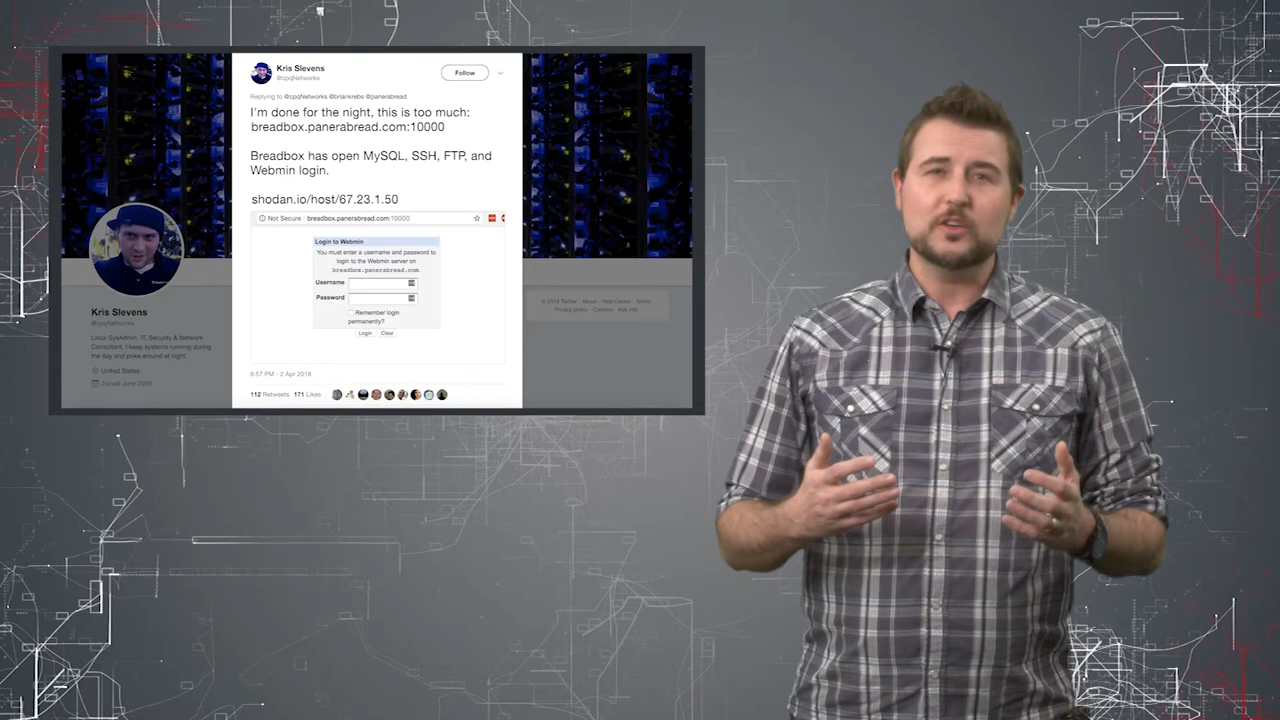 Kris Slevens
@cpqNetworks
Follow
Replying to @cpqNetworks @briankrebs @panerabread
I'm done for the night, this is too much:
breadbox.panerabread.com:10000
Breadbox has open MySQL, SSH, FTP, and
Webmin login.
shodan.io/host/67.23.1.50
Not Secure breadbox.panerabread.com:10000
Login to Webmin
You must enter a username and password to
login to the Webmin server on
breadbox.panerabread.com.
Username
Password
Remember login
permanently?
Login Clear
6:57 PM - 2 Apr 2018
112 Retweets 171 Likes
Kris Slevens
@cpqNetworks
Linux SysAdmin, IT, Security & Network
Consultant. I keep systems running during
the day and poke around at night.
United States
Joined June 2009
© 2018 Twitter About Help Center Terms
Privacy policy Cookies Ads info